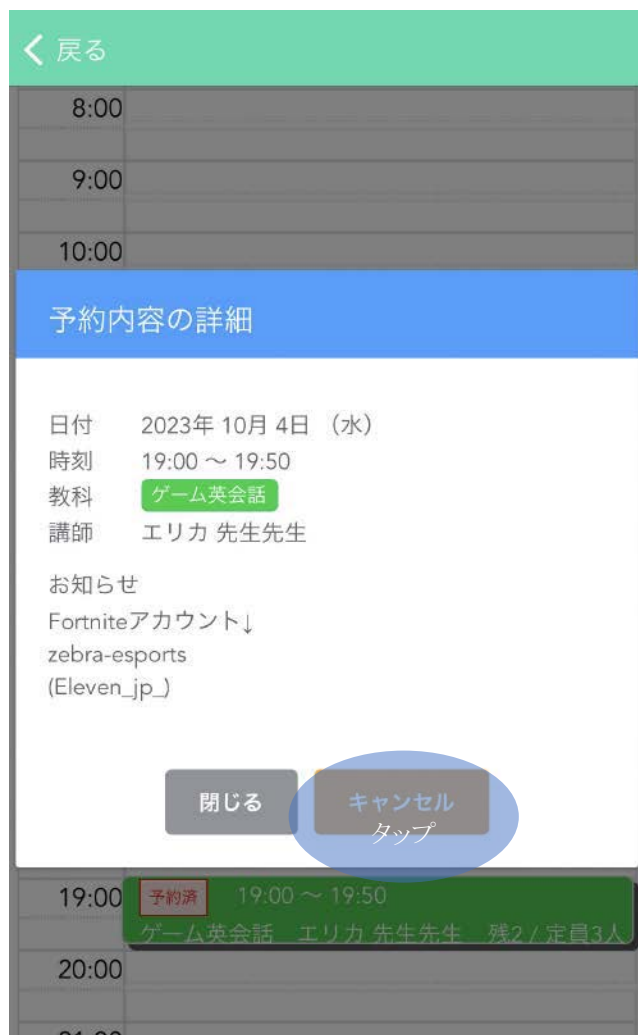 戻る
8:00
9:00
10:00
予約内容の詳細
日付 2023年 10月 4日 （水）
時刻 19:00 ～ 19:50
教科 ゲーム英会話
講師 エリカ 先生先生
お知らせ
Fortniteアカウント↓
zebra-esports
(Eleven_jp_)
閉じる キャンセル
タップ
19:00 予約済 19:00 ～ 19:50
ゲーム英会話 エリカ 先生先生 残2 / 定員3人
20:00
21:00